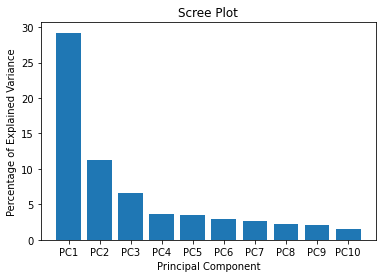 Scree Plot
Percentage of Explained Variance
30
25
20
15
10
5
0
PC1 PC2 PC3 PC4 PC5 PC6 PC7 PC8 PC9 PC10
Principal Component